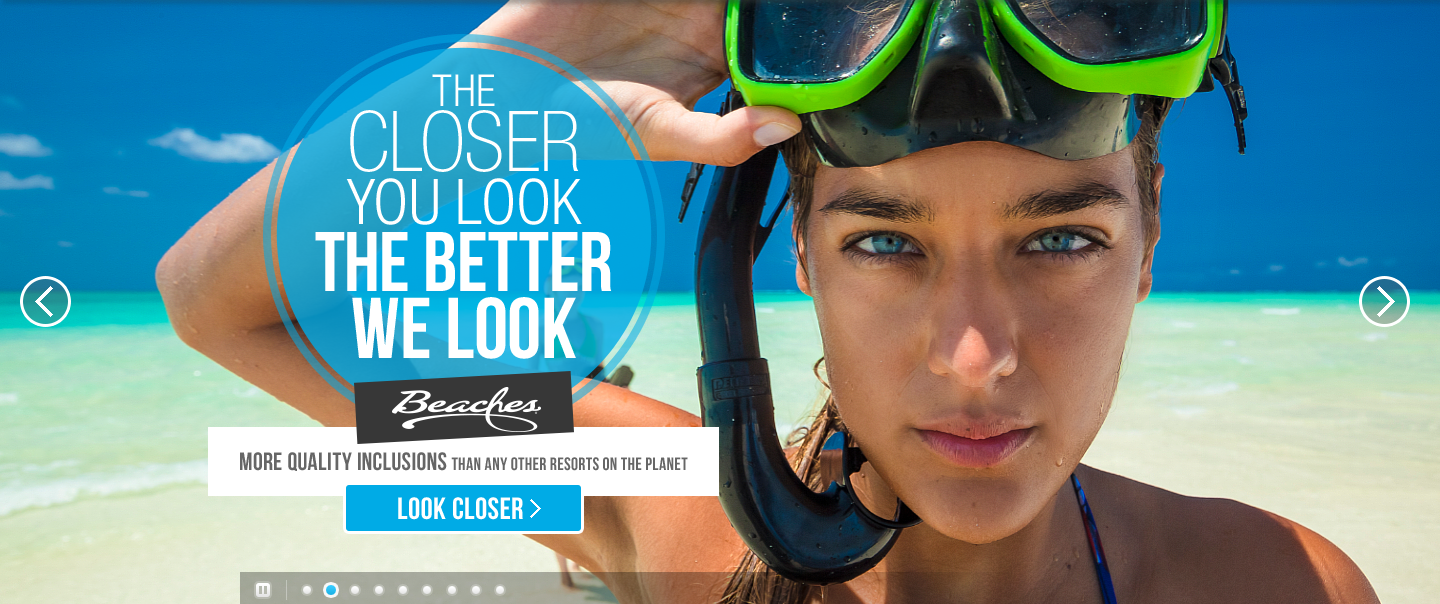 THE
CLOSER
YOU LOOK
THE BETTER
WE LOOK
Beaches
MORE QUALITY INCLUSIONS THAN ANY OTHER RESORTS ON THE PLANET
LOOK CLOSER >